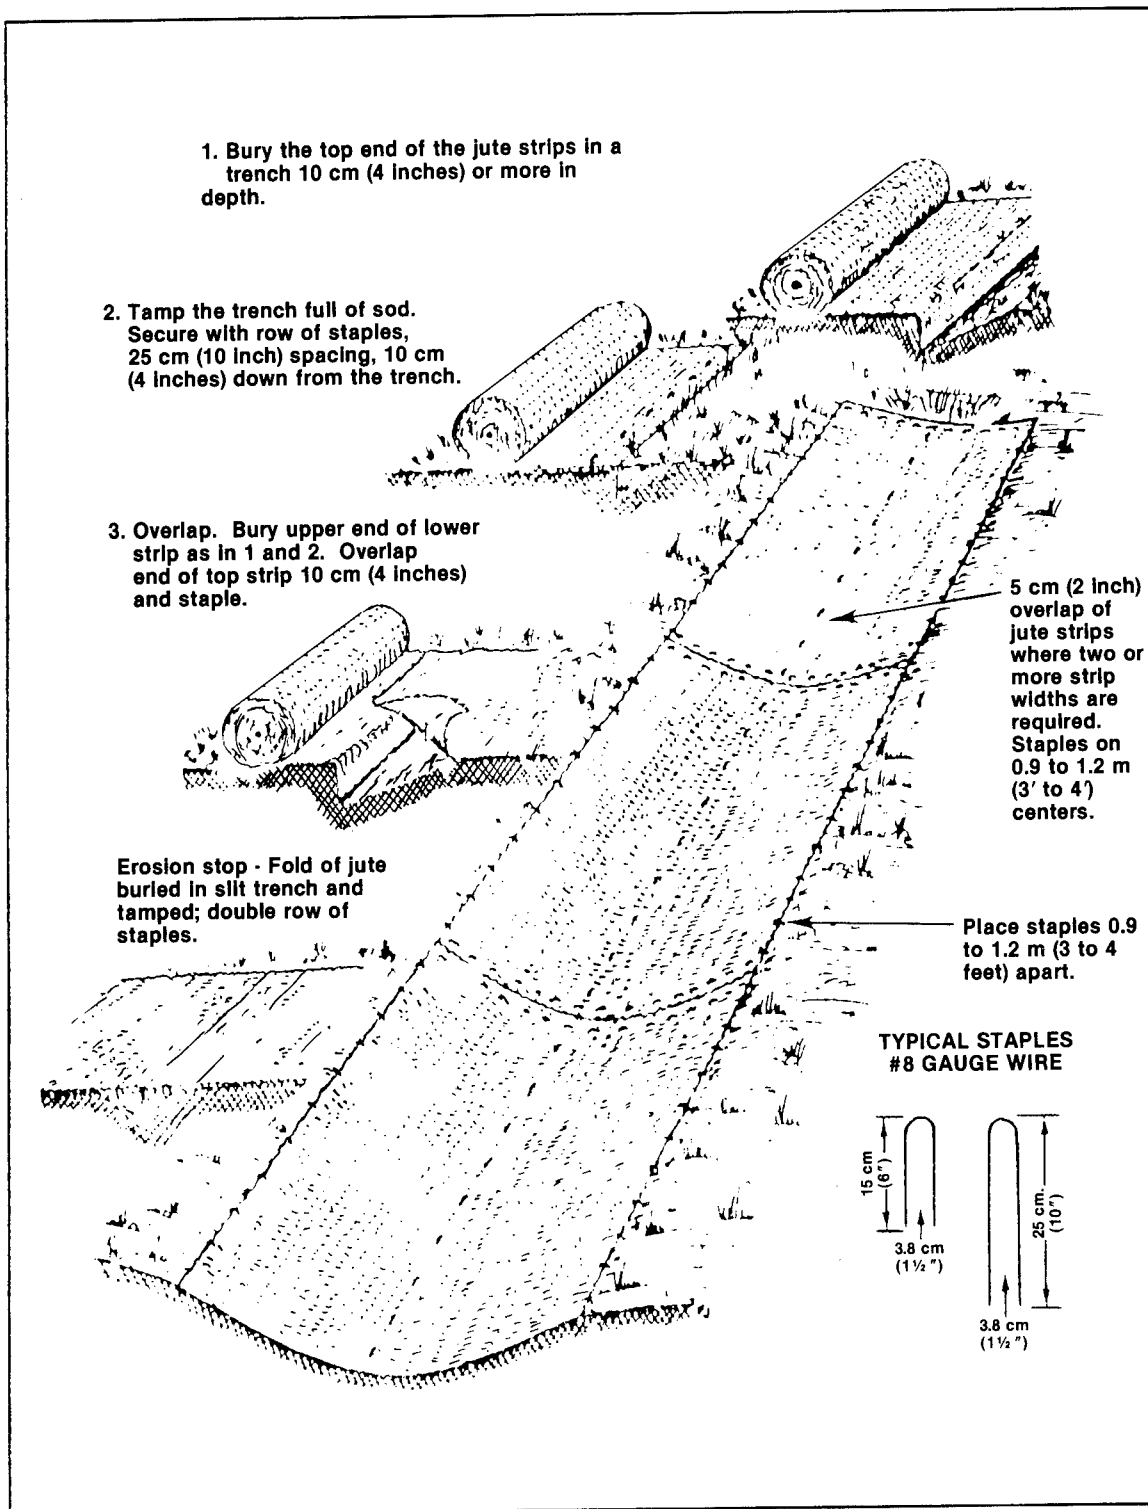 1. Bury the top end of the jute strips in a
trench 10 cm (4 inches) or more in
depth.
2. Tamp the trench full of sod.
Secure with row of staples,
25 cm (10 inch) spacing, 10 cm
(4 inches) down from the trench.
3. Overlap. Bury upper end of lower
strip as in 1 and 2. Overlap
end of top strip 10 cm (4 inches)
and staple.
5 cm (2 inch)
overlap of
jute strips
where two or
more strip
widths are
required.
Staples on
0.9 to 1.2 m
(3' to 4')
centers.
Erosion stop - Fold of jute
buried in slit trench and
tamped; double row of
staples.
Place staples 0.9
to 1.2 m (3 to 4
feet) apart.
TYPICAL STAPLES
#8 GAUGE WIRE
15 cm
(6")
3.8 cm
(1½")
25 cm
(10")
3.8 cm
(1½")